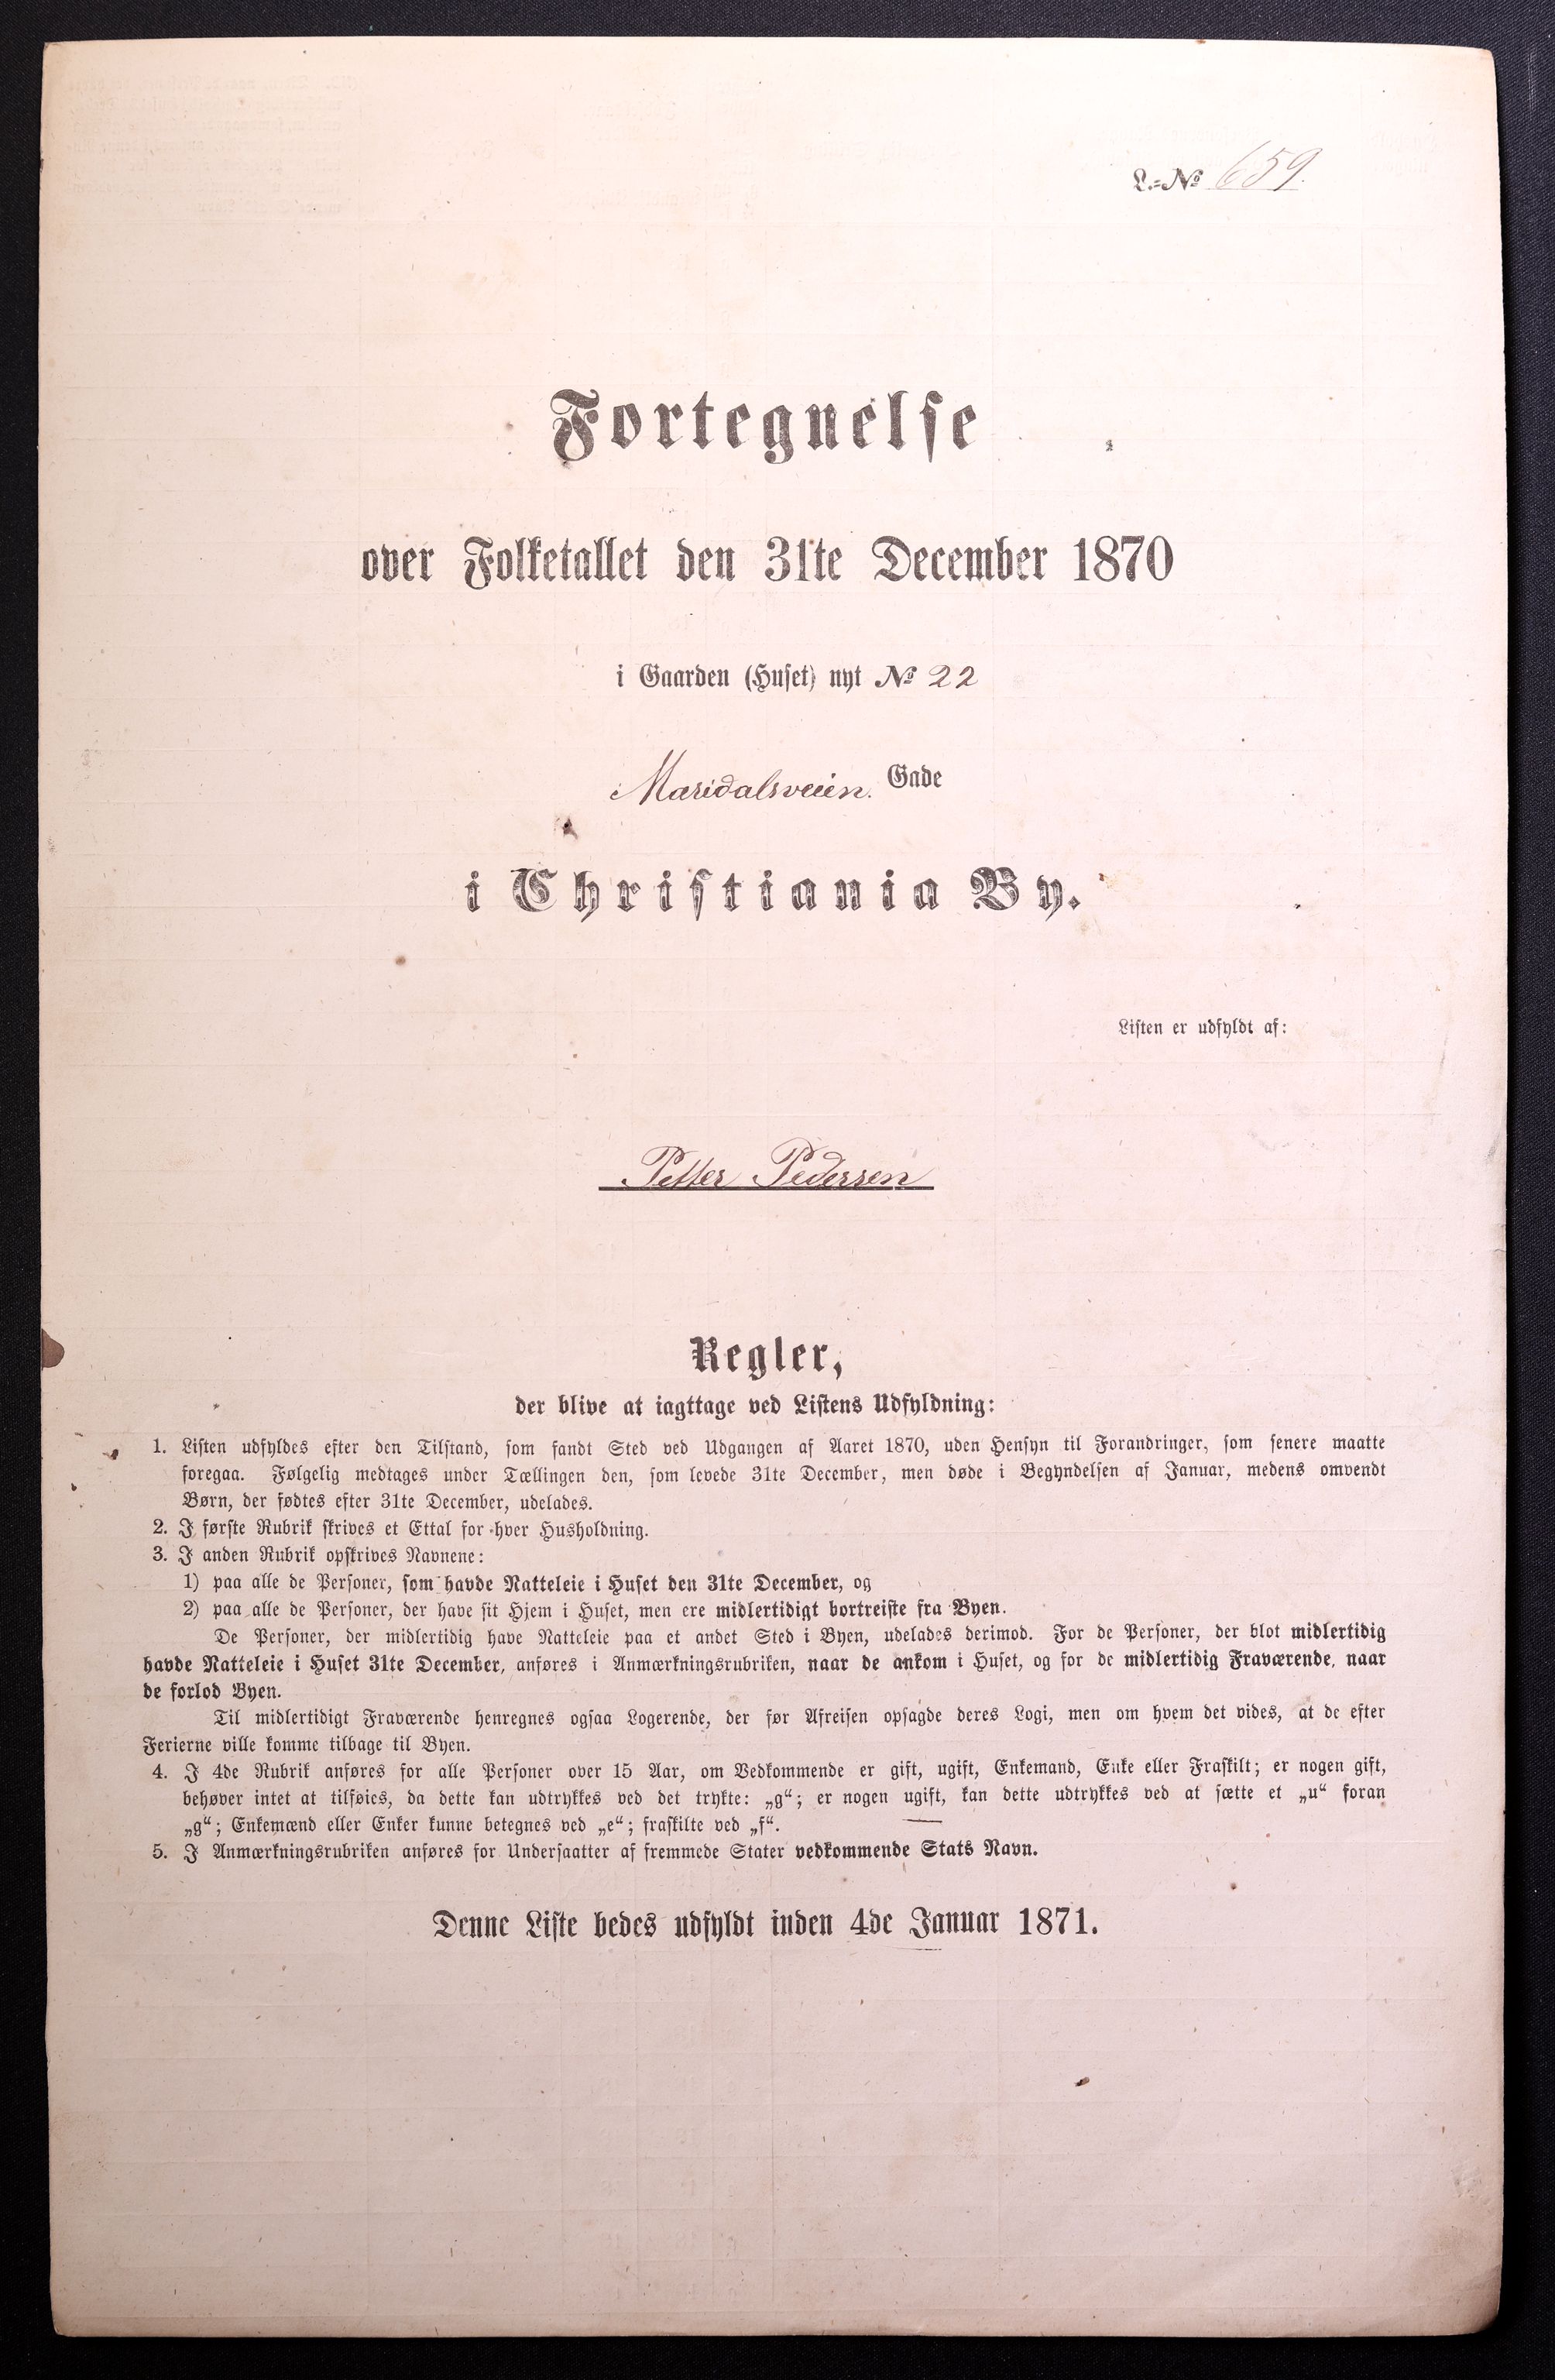 L.=№ 659.
Fortegnelse
over Folketallet den 31te December 1870
i Gaarden (Huset) nyt № 22
Maridalsveien. Gade
i Christiania By.
Listen er udfyldt af:
Petter Pedersen
Regler,
der blive at iagttage ved Listens Udfyldning:
1. Listen udfyldes efter den Tilstand, som fandt Sted ved Udgangen af Aaret 1870, uden Hensyn til Forandringer, som senere maatte
foregaa. Følgelig medtages under Tællingen den, som levede 31te December, men døde i Begyndelsen af Januar, medens omvendt
Børn, der fødtes efter 31te December, udelades.
2. I første Rubrik skrives et Ettal for hver Husholdning.
3. I anden Rubrik opskrives Navnene:
1) paa alle de Personer, som havde Natteleie i Huset den 31te December, og
2) paa alle de Personer, der have sit Hjem i Huset, men ere midlertidigt bortreiste fra Byen.
De Personer, der midlertidig have Natteleie paa et andet Sted i Byen, udelades derimod. For de Personer, der blot midlertidig
havde Natteleie i Huset 31te December, anføres i Anmærkningsrubriken, naar de ankom i Huset, og for de midlertidig Fraværende, naar
de forlod Byen.
Til midlertidigt Fraværende henregnes ogsaa Logerende, der før Afreisen opsagde deres Logi, men om hvem det vides, at de efter
Ferierne ville komme tilbage til Byen.
4. I 4de Rubrik anføres for alle Personer over 15 Aar, om Vedkommende er gift, ugift, Enkemand, Enke eller Fraskilt; er nogen gift,
behøver intet at tilføies, da dette kan udtrykkes ved det trykte: „g“; er nogen ugift, kan dette udtrykkes ved at sætte et „u“ foran
„g“; Enkemænd eller Enker kunne betegnes ved „e“; fraskilte ved „f“.
5. I Anmærkningsrubriken anføres for Undersaatter af fremmede Stater vedkommende Stats Navn.
Denne Liste bedes udfyldt inden 4de Januar 1871.